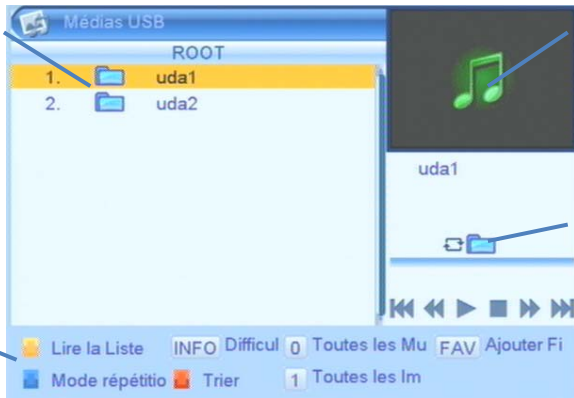 Médias USB
ROOT
1. uda1
2. uda2
uda1
Lire la Liste INFO Difficul 0 Toutes les Mu FAV Ajouter Fi
Mode répétitio Trier 1 Toutes les Im